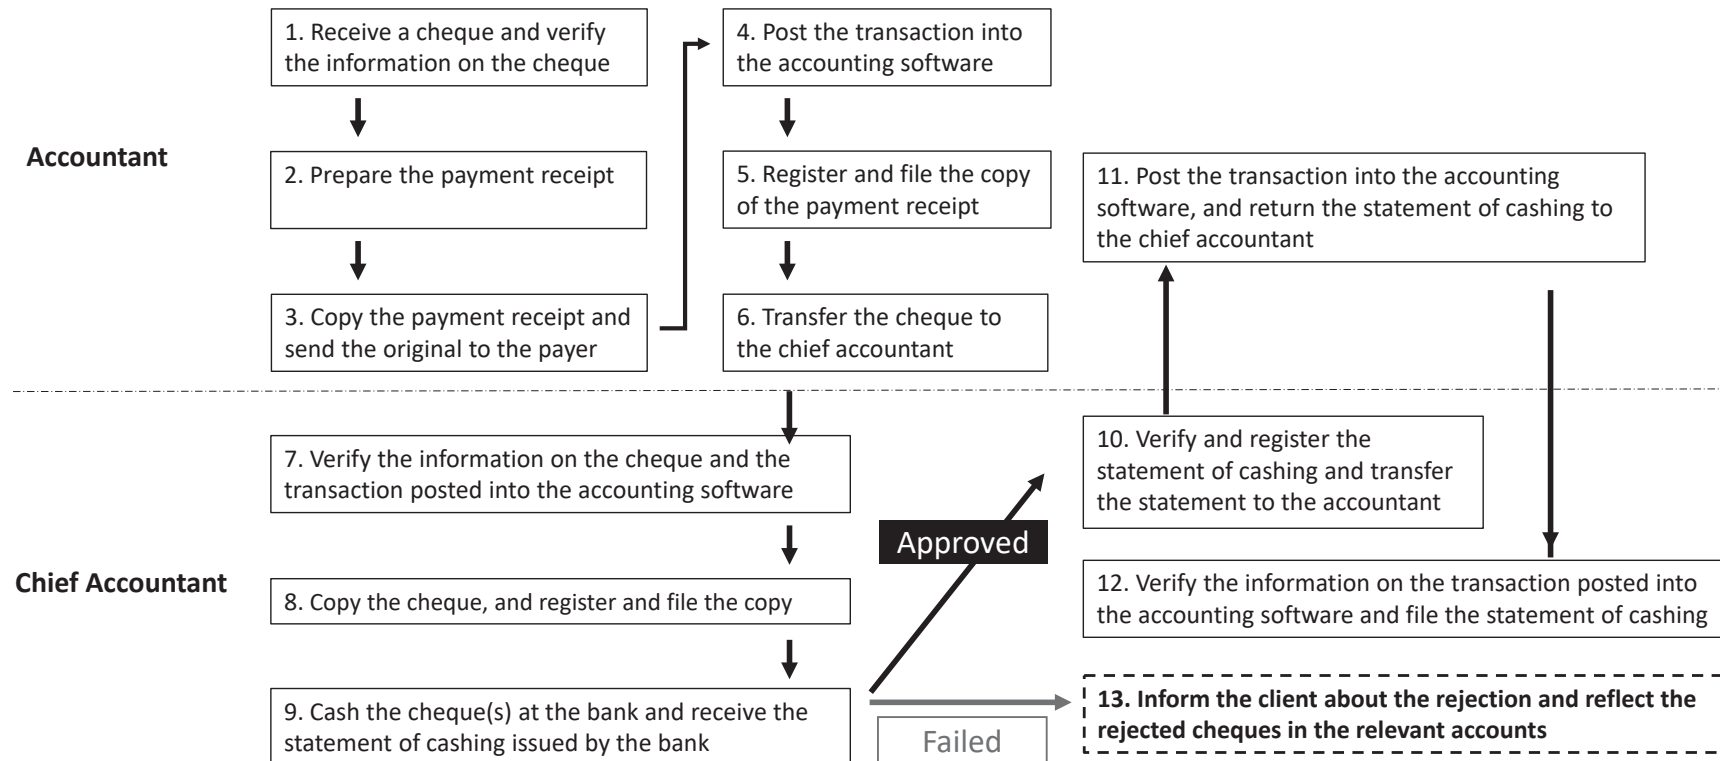 Accountant
1. Receive a cheque and verify
the information on the cheque
2. Prepare the payment receipt
3. Copy the payment receipt and
send the original to the payer
4. Post the transaction into
the accounting software
5. Register and file the copy
of the payment receipt
6. Transfer the cheque to
the chief accountant
11. Post the transaction into the accounting
software, and return the statement of cashing to
the chief accountant
Chief Accountant
7. Verify the information on the cheque and the
transaction posted into the accounting software
8. Copy the cheque, and register and file the copy
9. Cash the cheque(s) at the bank and receive the
statement of cashing issued by the bank
Approved
Failed
10. Verify and register the
statement of cashing and transfer
the statement to the accountant
12. Verify the information on the transaction posted into
the accounting software and file the statement of cashing
13. Inform the client about the rejection and reflect the
rejected cheques in the relevant accounts